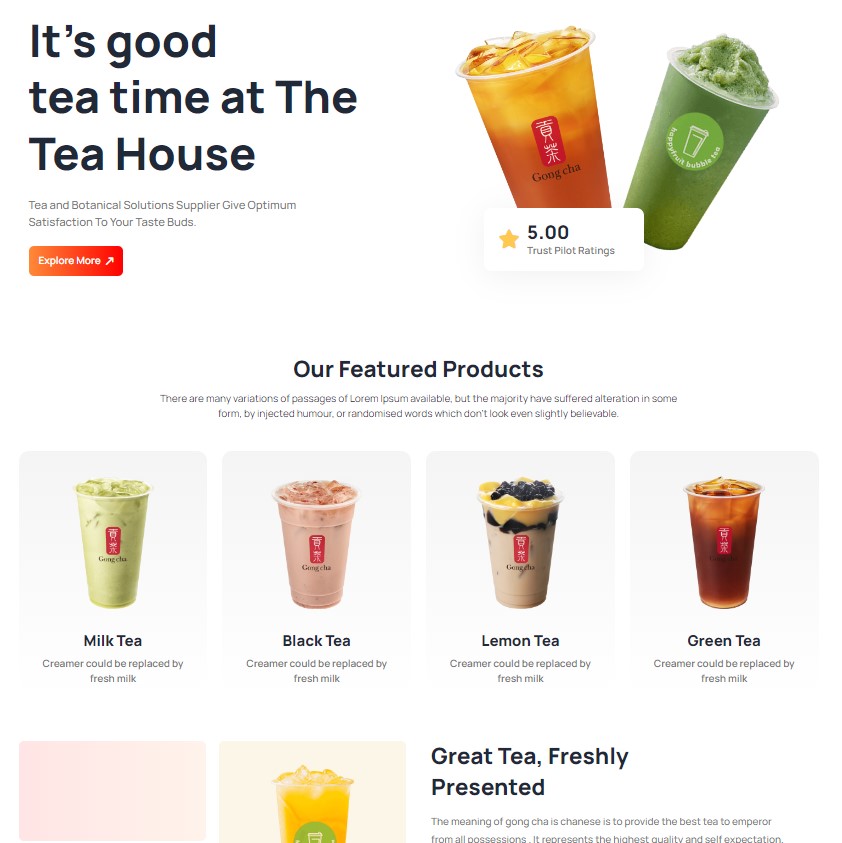 It's good
tea time at The
Tea House
Tea and Botanical Solutions Supplier Give Optimum
Satisfaction To Your Taste Buds.
Explore More
貢茶
Gong cha
happyfruit bubble tea
5.00
Trust Pilot Ratings
Our Featured Products
There are many variations of passages of Lorem Ipsum available, but the majority have suffered alteration in some
form, by injected humour, or randomised words which don't look even slightly believable.
貢茶
Gong cha
貢茶
Gong cha
貢茶
Gong cha
貢茶
Gong cha
Milk Tea
Black Tea
Lemon Tea
Green Tea
Creamer could be replaced by
fresh milk
Creamer could be replaced by
fresh milk
Creamer could be replaced by
fresh milk
Creamer could be replaced by
fresh milk
Great Tea, Freshly
Presented
The meaning of gong cha is chanese is to provide the best tea to emperor
from all possessions . It represents the highest quality and self expectation.